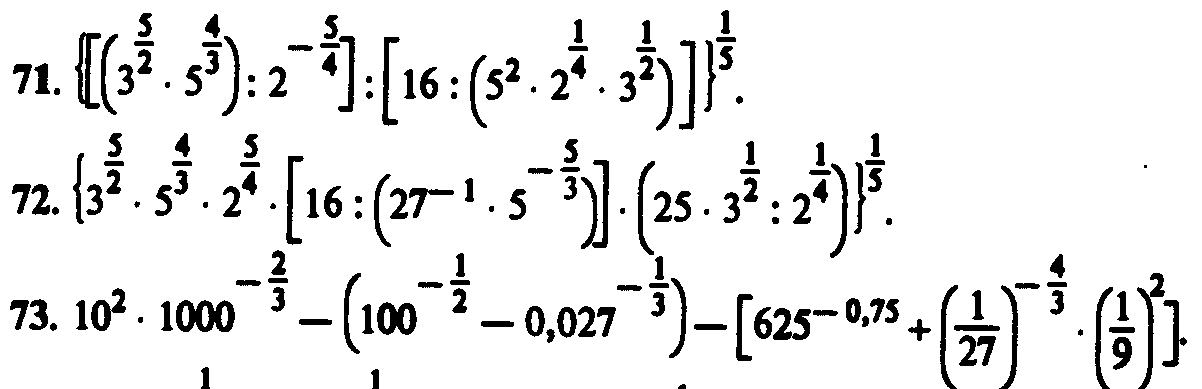 71. {[(3^{5/2} · 5^{4/3}) : 2^{-5/4}] : [16 : (5^2 · 2^{1/4} · 3^{1/2})]}^{1/5}.
72. {3^{5/2} · 5^{4/3} · 2^{5/4} · [16 : (27^{-1} · 5^{-5/3})] · (25 · 3^{1/2} : 2^{1/4})}^{1/5}.
73. 10^2 · 1000^{-2/3} - (100^{-1/2} - 0,027^{-1/3}) - [625^{-0,75} + (1/27)^{-4/3} · (1/9)^2].